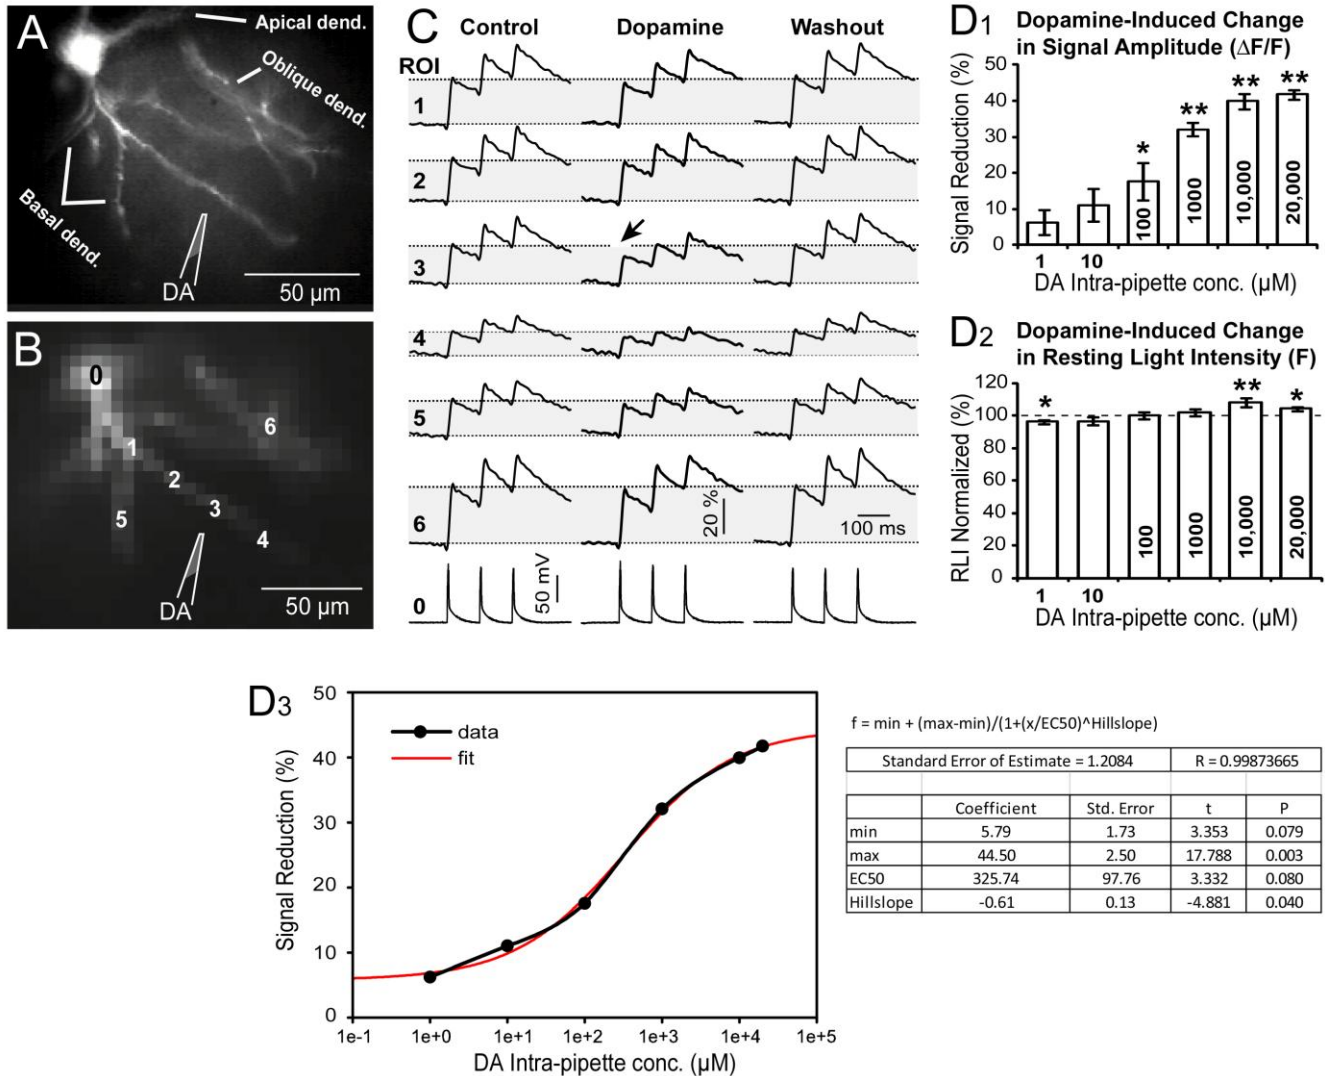 A
Apical dend.
Oblique dend.
Basal dend.
DA
50 µm
B
0
1
2
3
4
5
6
DA
50 µm
C
Control Dopamine Washout
ROI
1
2
3
4
5
6
20 %
100 ms
0
50 mV
D1 Dopamine-Induced Change
in Signal Amplitude (ΔF/F)
Signal Reduction (%)
50
40
30
20
10
0
* ** ** **
1 10 100 1000 10,000 20,000
DA Intra-pipette conc. (µM)
D2 Dopamine-Induced Change
in Resting Light Intensity (F)
RLI Normalized (%)
120
100
80
60
40
20
0
* ** *
1 10 100 1000 10,000 20,000
DA Intra-pipette conc. (µM)
D3
Signal Reduction (%)
50
40
30
20
10
0
data
fit
1e-1 1e+0 1e+1 1e+2 1e+3 1e+4 1e+5
DA Intra-pipette conc. (µM)
f = min + (max-min)/(1+(x/EC50)^Hillslope)
Standard Error of Estimate = 1.2084 R = 0.99873665
Coefficient Std. Error t P
min 5.79 1.73 3.353 0.079
max 44.50 2.50 17.788 0.003
EC50 325.74 97.76 3.332 0.080
Hillslope -0.61 0.13 -4.881 0.040